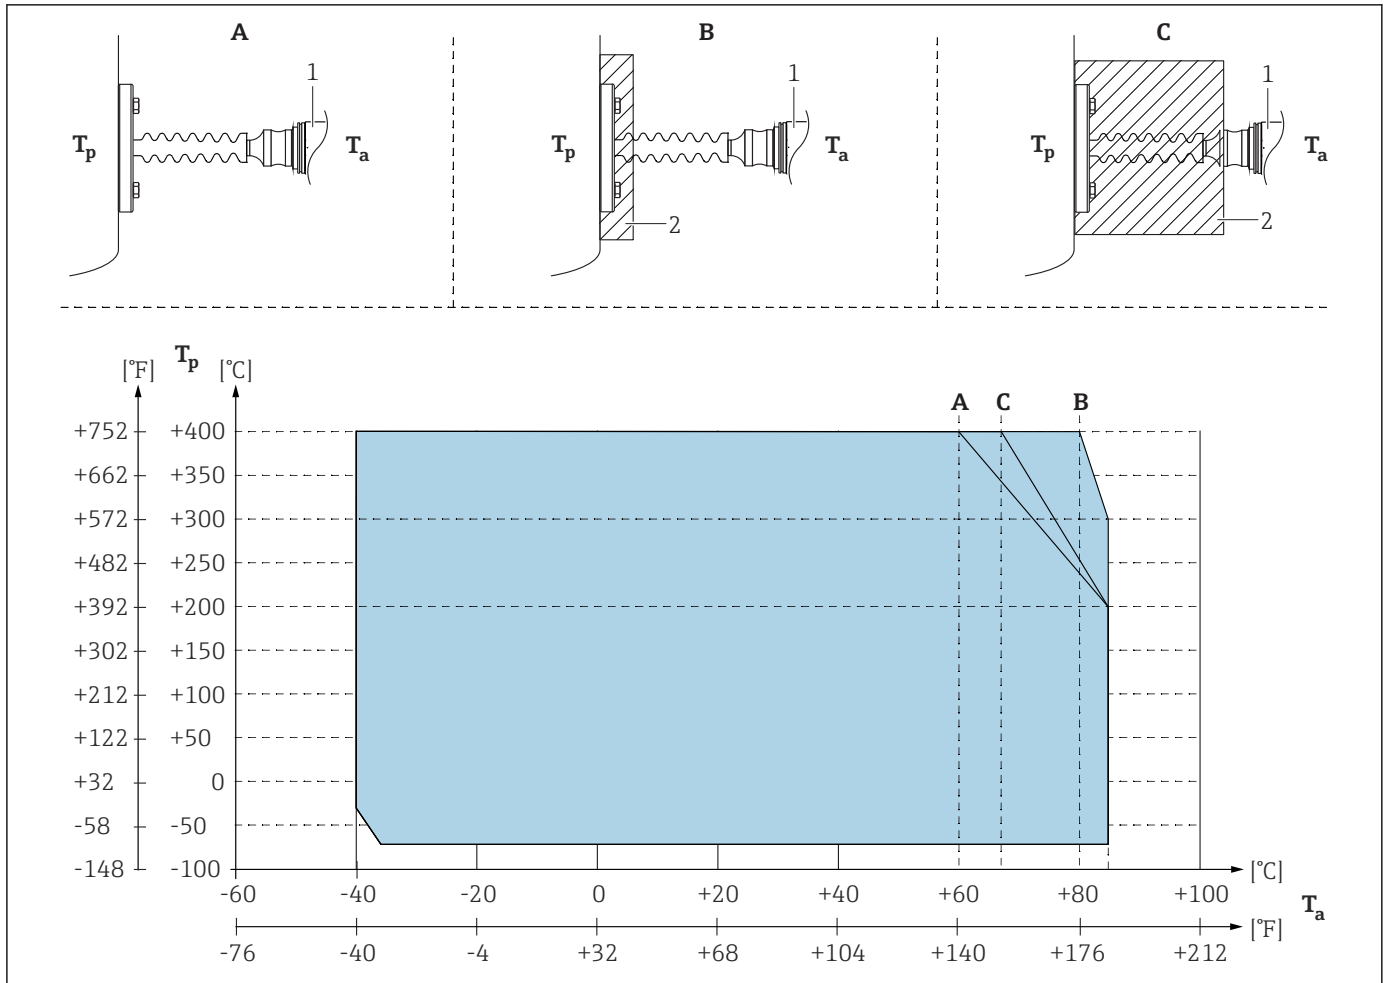 A B C
1 1 1
Tp Ta Tp Ta Tp Ta
2 2
[°F] Tp [°C]
A C B
+752 +400
+662 +350
+572 +300
+482 +250
+392 +200
+302 +150
+212 +100
+122 +50
+32 0
-58 -50
-148 -100
[°C]
-60 -40 -20 0 +20 +40 +60 +80 +100
Ta
[°F]
-76 -40 -4 +32 +68 +104 +140 +176 +212